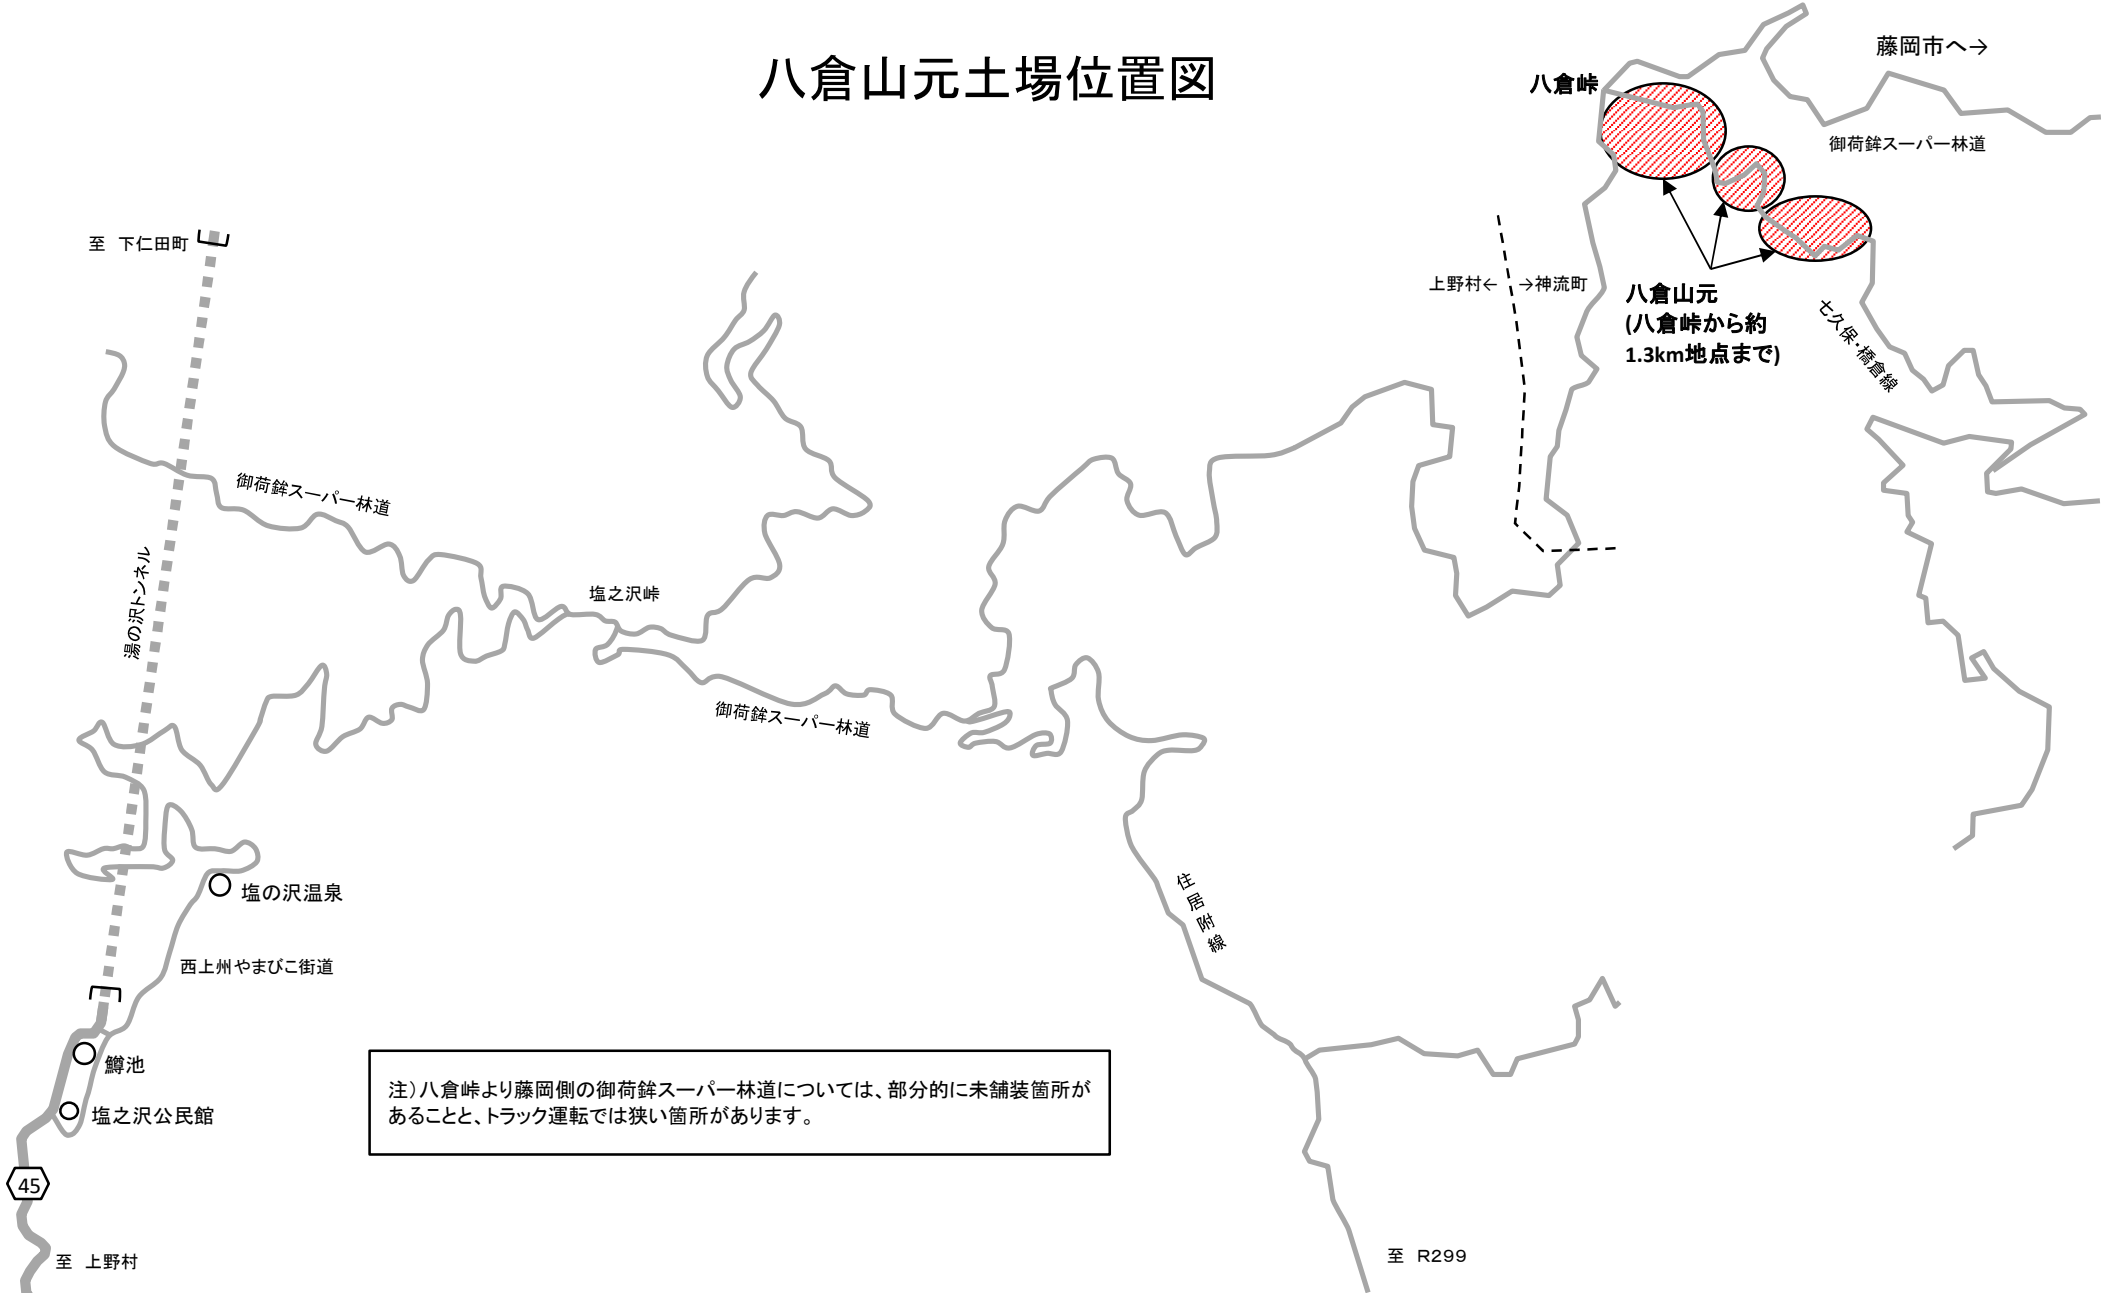 八倉山元土場位置図
藤岡市へ→
八倉峠
御荷鉾スーパー林道
至　下仁田町
上野村←
→神流町
八倉山元
(八倉峠から約
1.3km地点まで)
七久保・橋倉線
御荷鉾スーパー林道
湯の沢トンネル
塩之沢峠
御荷鉾スーパー林道
塩の沢温泉
住居附線
西上州やまびこ街道
鱒池
注）八倉峠より藤岡側の御荷鉾スーパー林道については、部分的に未舗装箇所が
あることと、トラック運転では狭い箇所があります。
塩之沢公民館
45
至　上野村
至　R299